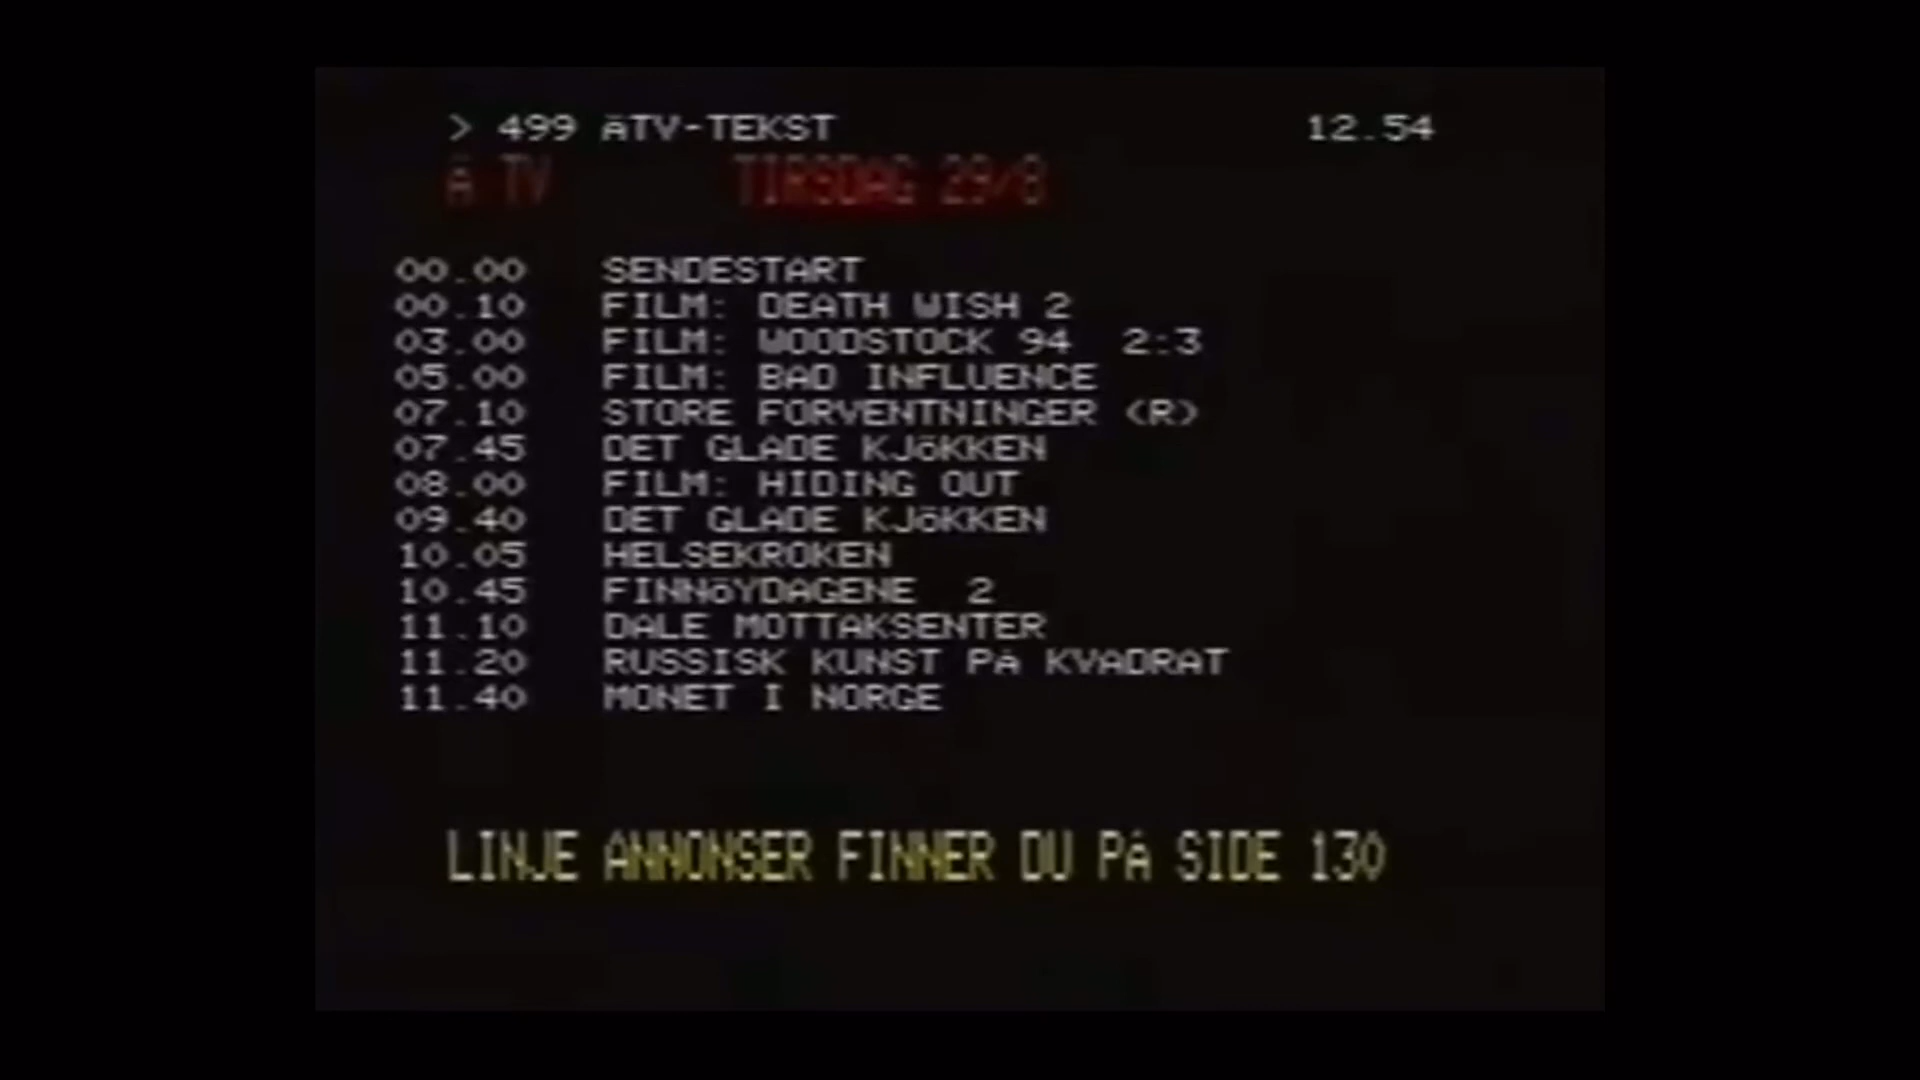 > 499 äTV-TEKST 12.54
Ä TV TIRSDAG 29/8
00.00 SENDESTART
00.10 FILM: DEATH WISH 2
03.00 FILM: WOODSTOCK 94 2:3
05.00 FILM: BAD INFLUENCE
07.10 STORE FORVENTNINGER (R)
07.45 DET GLADE KJöKKEN
08.00 FILM: HIDING OUT
09.40 DET GLADE KJöKKEN
10.05 HELSEKROKEN
10.45 FINNöYDAGENE 2
11.10 DALE MOTTAKSENTER
11.20 RUSSISK KUNST På KVADRAT
11.40 MONET I NORGE
LINJE ANNONSER FINNER DU På SIDE 130